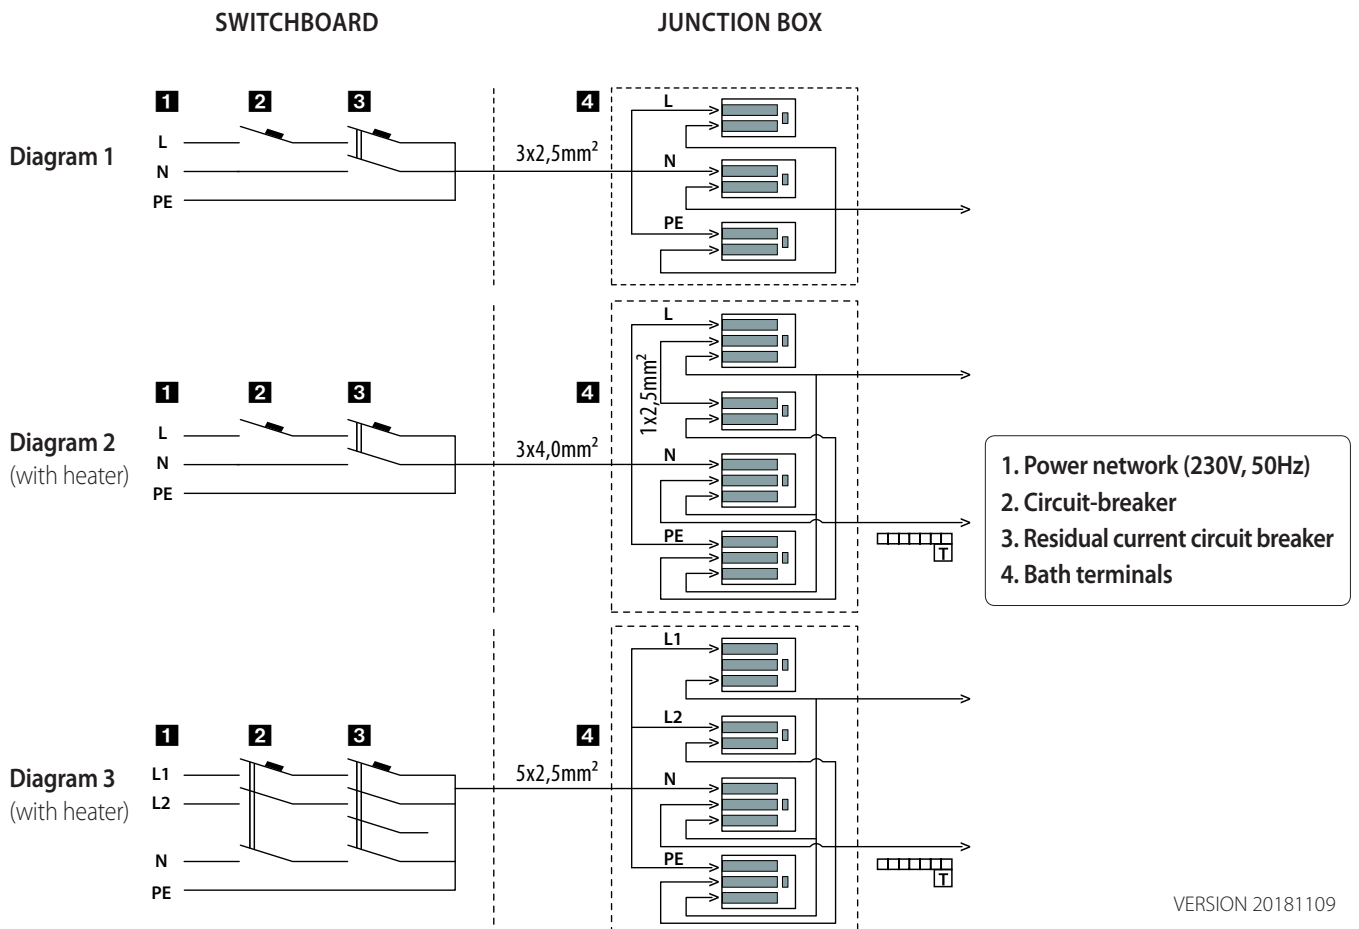 SWITCHBOARD
JUNCTION BOX
Diagram 1
1 2 3 4
L
N
PE
3x2,5mm²
L
N
PE
Diagram 2
(with heater)
1 2 3 4
L
N
PE
3x4,0mm²
1x2,5mm²
L
N
PE
T
Diagram 3
(with heater)
1 2 3 4
L1
L2
N
PE
5x2,5mm²
L1
L2
N
PE
T
1. Power network (230V, 50Hz)
2. Circuit-breaker
3. Residual current circuit breaker
4. Bath terminals
VERSION 20181109